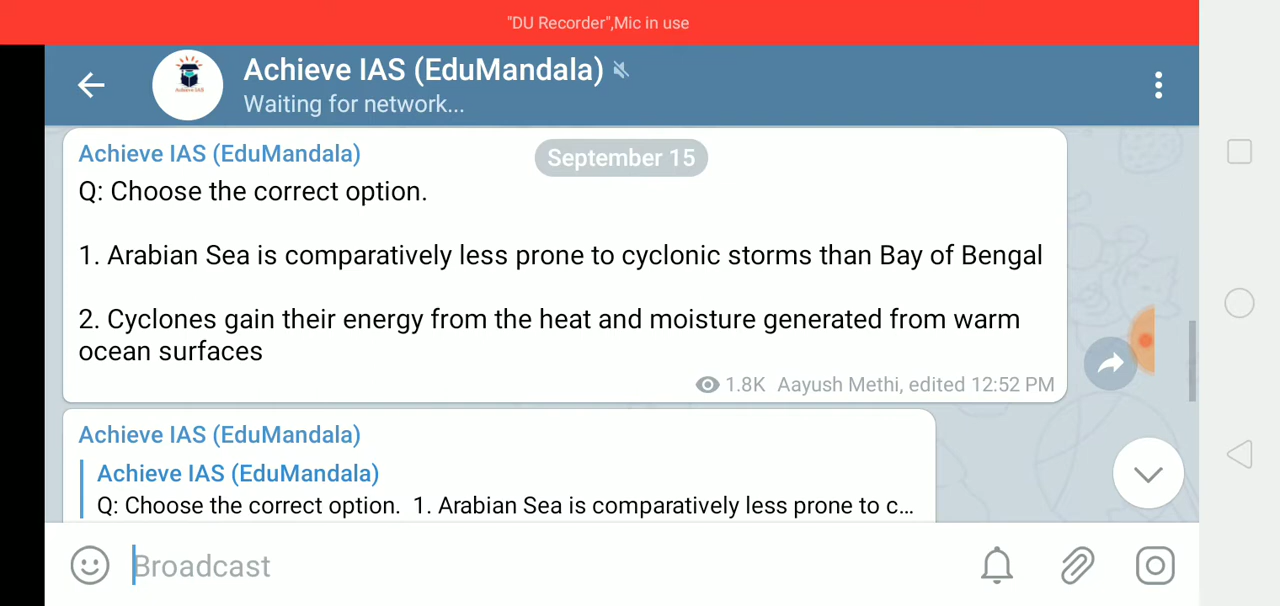 "DU Recorder",Mic in use
Achieve IAS (EduMandala)
Waiting for network...
Achieve IAS (EduMandala)
September 15
Q: Choose the correct option.
1. Arabian Sea is comparatively less prone to cyclonic storms than Bay of Bengal
2. Cyclones gain their energy from the heat and moisture generated from warm
ocean surfaces
1.8K Aayush Methi, edited 12:52 PM
Achieve IAS (EduMandala)
Achieve IAS (EduMandala)
Q: Choose the correct option. 1. Arabian Sea is comparatively less prone to c...
Broadcast